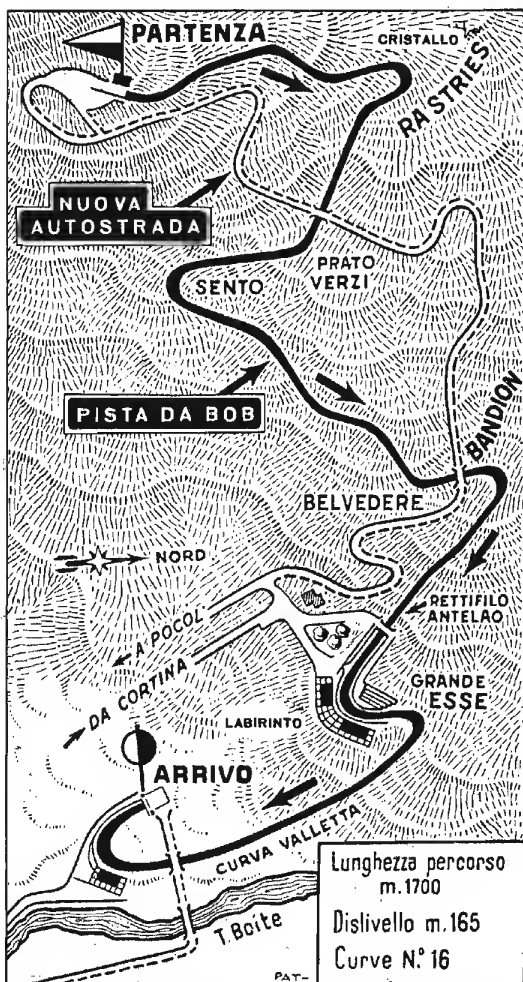 PARTENZA
CRISTALLO
RA STRIES
NUOVA
AUTOSTRADA
PRATO
VERZI
SENTO
PISTA DA BOB
BANDION
BELVEDERE
NORD
RETTIFILO
ANTELAO
A POCOL
DA CORTINA
GRANDE
ESSE
LABIRINTO
ARRIVO
CURVA VALLETTA
T. Boite
Lunghezza percorso
m. 1700
Dislivello m. 165
Curve N.° 16
PAT-